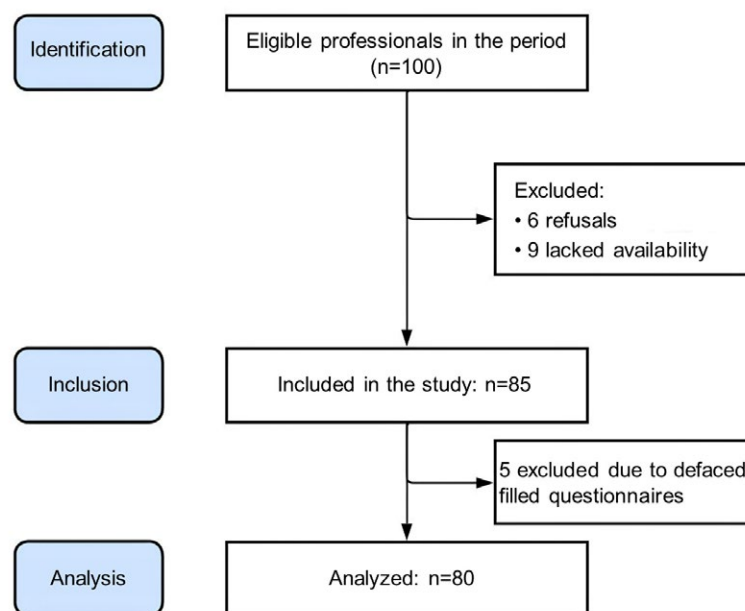 Identification
Eligible professionals in the period
(n=100)
Excluded:
• 6 refusals
• 9 lacked availability
Inclusion
Included in the study: n=85
5 excluded due to defaced
filled questionnaires
Analysis
Analyzed: n=80